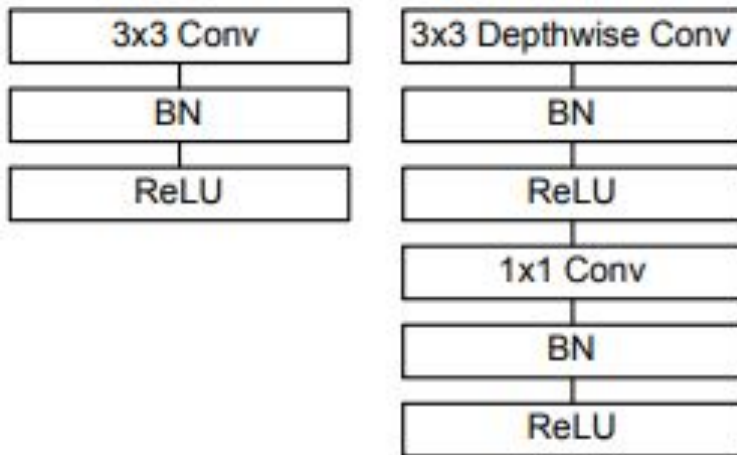 3x3 Conv
BN
ReLU
3x3 Depthwise Conv
BN
ReLU
1x1 Conv
BN
ReLU